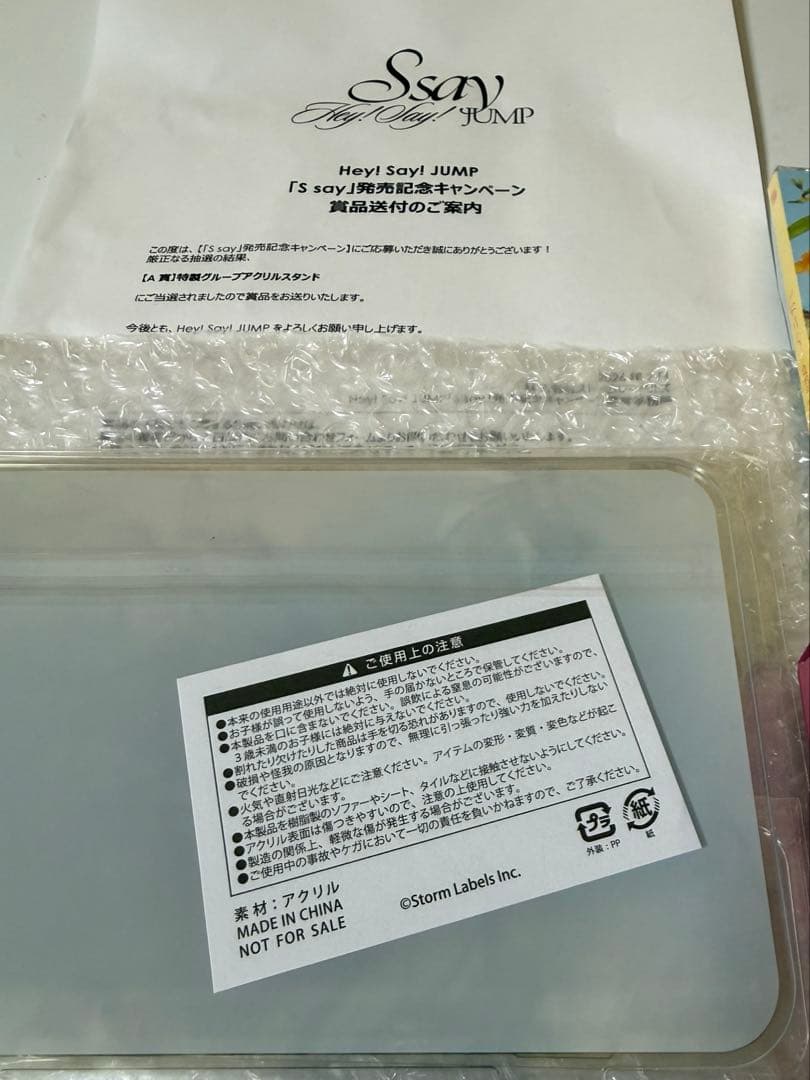 Ssay
Hey! Say! JUMP
Hey! Say! JUMP
「S say」発売記念キャンペーン
賞品送付のご案内
この度は、【「S say」発売記念キャンペーン】にご応募いただき誠にありがとうございます！
厳正なる抽選の結果、
【A 賞】特製グループアクリルスタンド
にご当選されましたので賞品をお送りいたします。
今後とも、Hey! Say! JUMP をよろしくお願い申し上げます。
⚠ ご使用上の注意
●本来の使用用途以外では絶対に使用しないでください。
●お子様が誤って使用しないよう、手の届かないところで保管してください。
●本製品を口に含まないでください。誤飲による窒息の可能性がございますので、
３歳未満のお子様には絶対に与えないでください。
●割れたり欠けたりした商品は手を切る恐れがありますので、使用しないでください。
●破損や怪我の原因となりますので、無理に引っ張ったり強い力を加えたりしない
でください。
●火気や直射日光などにご注意ください。アイテムの変形・変質・変色などが起こ
る場合がございます。
●本製品を樹脂製のソファーやシート、タイルなどに接触させないようにしてください。
●アクリル表面は傷つきやすいので、注意の上使用してください。
●製造の関係上、軽微な傷が発生する場合がございます。
●ご使用中の事故やケガにおいて一切の責任を負いかねますので、ご了承ください。
素材：アクリル
MADE IN CHINA
NOT FOR SALE
©Storm Labels Inc.
プラ
外装：PP
紙
紙